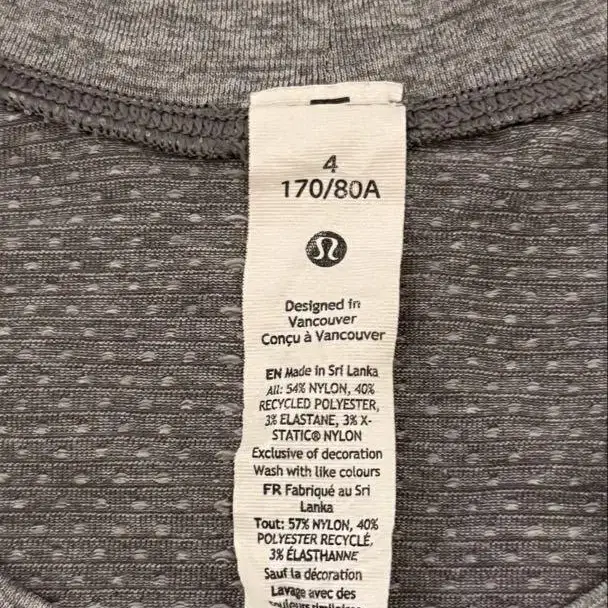 4
170/80A
Designed in
Vancouver
Conçu à Vancouver
EN Made in Sri Lanka
All: 54% NYLON, 40%
RECYCLED POLYESTER,
3% ELASTANE, 3% X-
STATIC® NYLON
Exclusive of decoration
Wash with like colours
FR Fabriqué au Sri
Lanka
Tout: 57% NYLON, 40%
POLYESTER RECYCLÉ,
3% ÉLASTHANNE
Sauf la décoration
Lavage avec des